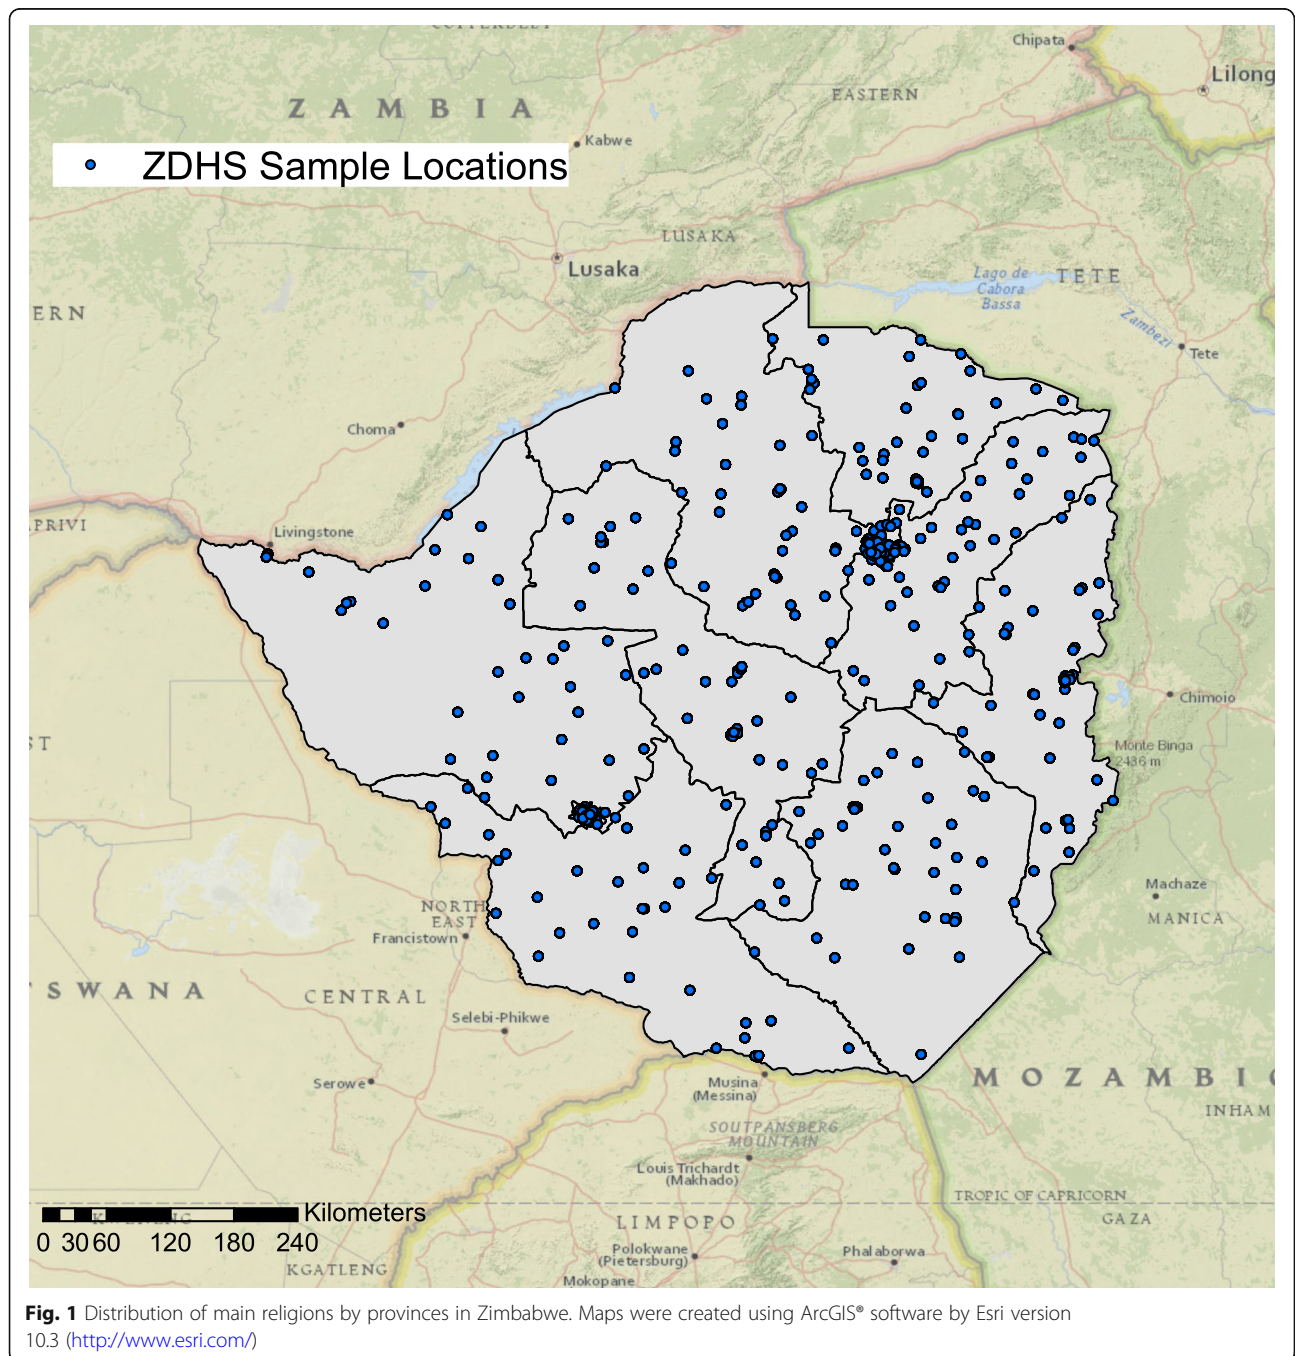 Chipata
Lilong
ZAMBIA
EASTERN
Kabwe
ZDHS Sample Locations
LUSAKA
Lusaka
Lago de
Cabora
Bassa
TETE
ERN
Zambezi
Tete
Choma
PRIVI
Livingstone
Chimoio
ST
Monte Binga
2436 m
Machaze
MANICA
NORTH
EAST
Francistown
SWANA
CENTRAL
Selebi-Phikwe
Serowe
Musina
(Messina)
MOZAMBIC
INHAM
SOUTPANSBERG
MOUNTAIN
Louis Trichardt
(Makhado)
TROPIC OF CAPRICORN
GAZA
Kilometers
LIMPOPO
0 30 60 120 180 240
Polokwane
(Pietersburg)
Phalaborwa
KGATLENG
Mokopane
Fig. 1 Distribution of main religions by provinces in Zimbabwe. Maps were created using ArcGIS® software by Esri version
10.3 (http://www.esri.com/)